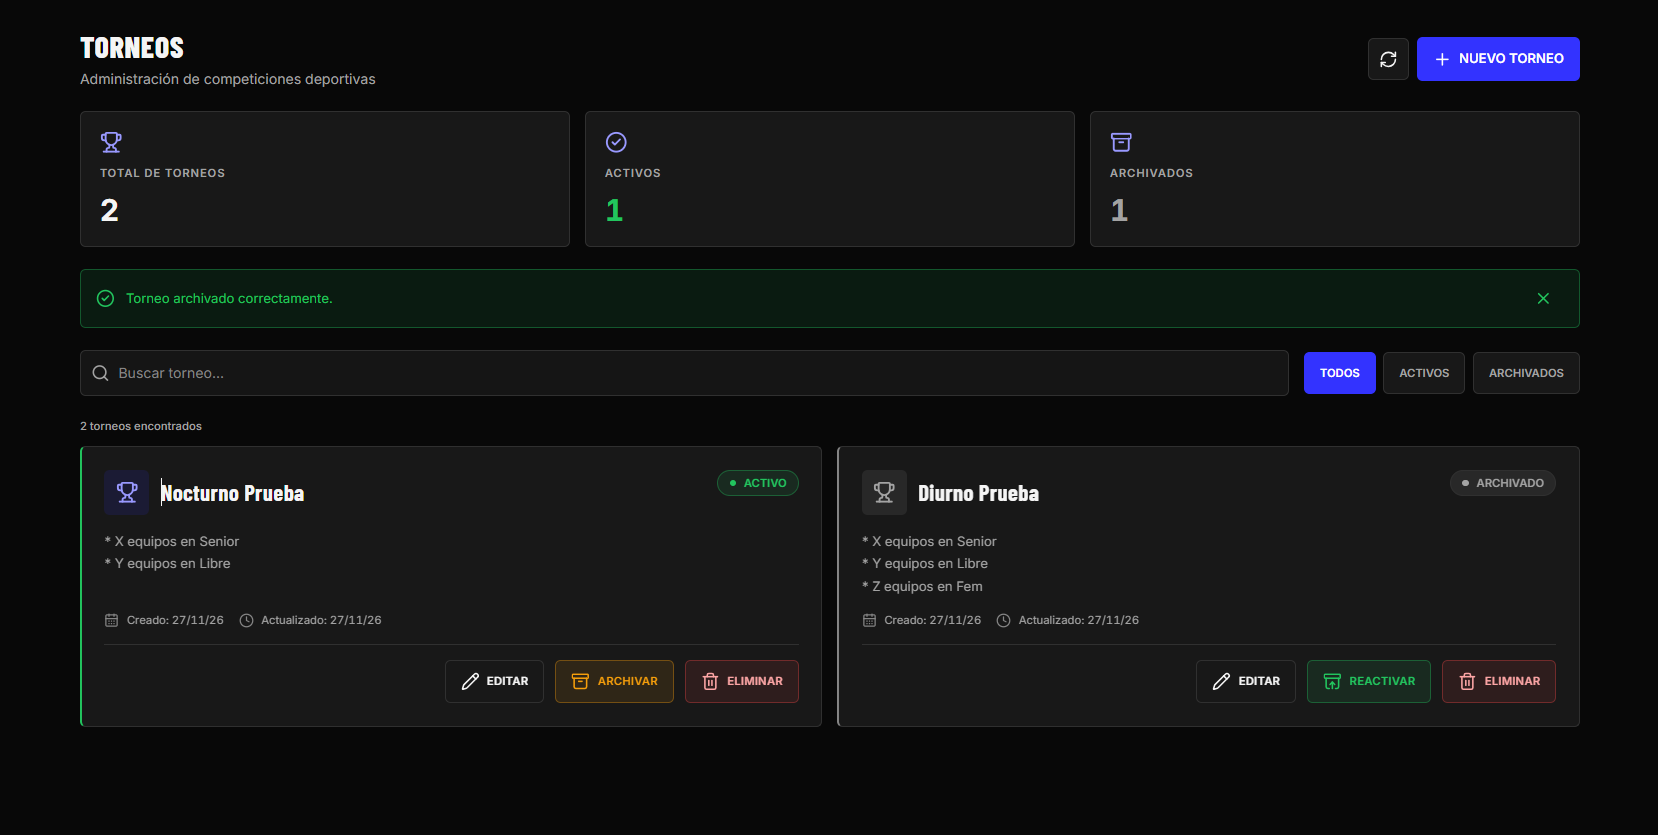 TORNEOS
Administración de competiciones deportivas
NUEVO TORNEO
TOTAL DE TORNEOS
2
ACTIVOS
1
ARCHIVADOS
1
Torneo archivado correctamente.
Buscar torneo...
TODOS
ACTIVOS
ARCHIVADOS
2 torneos encontrados
Nocturno Prueba
ACTIVO
* X equipos en Senior
* Y equipos en Libre
Creado: 27/11/26
Actualizado: 27/11/26
EDITAR
ARCHIVAR
ELIMINAR
Diurno Prueba
ARCHIVADO
* X equipos en Senior
* Y equipos en Libre
* Z equipos en Fem
Creado: 27/11/26
Actualizado: 27/11/26
EDITAR
REACTIVAR
ELIMINAR